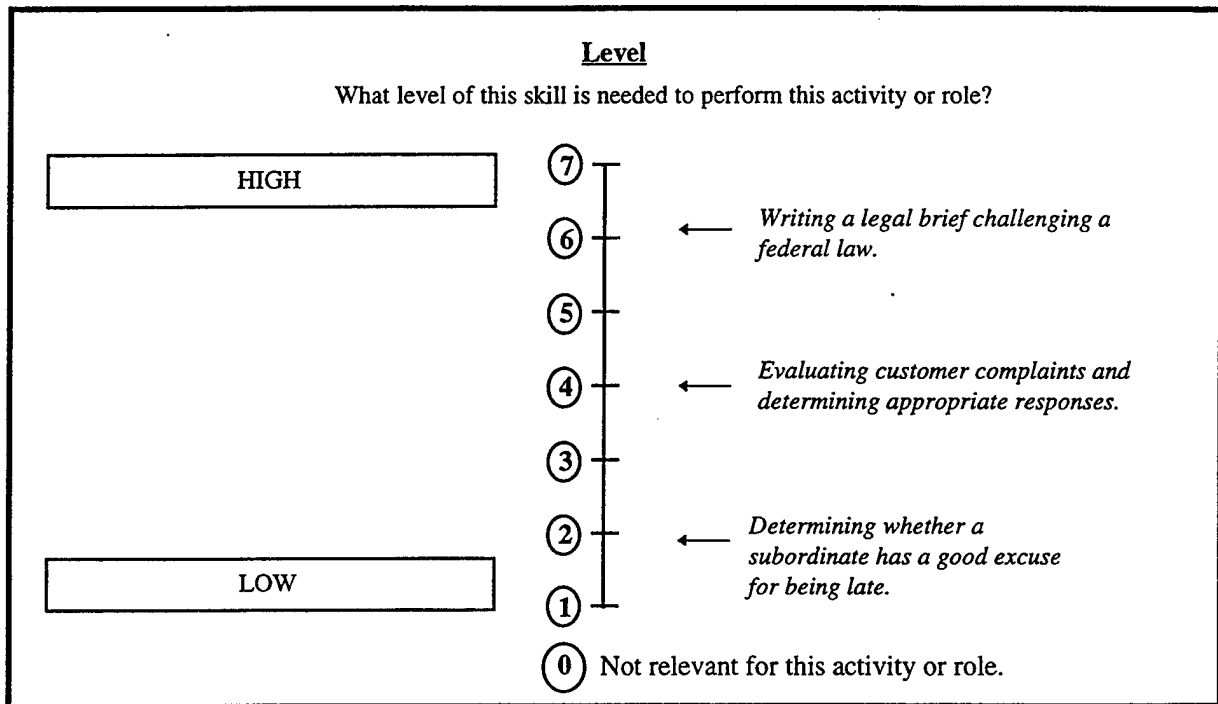 Level
What level of this skill is needed to perform this activity or role?
HIGH
7
6
Writing a legal brief challenging a
federal law.
5
4
Evaluating customer complaints and
determining appropriate responses.
3
2
Determining whether a
subordinate has a good excuse
for being late.
LOW
1
0 Not relevant for this activity or role.